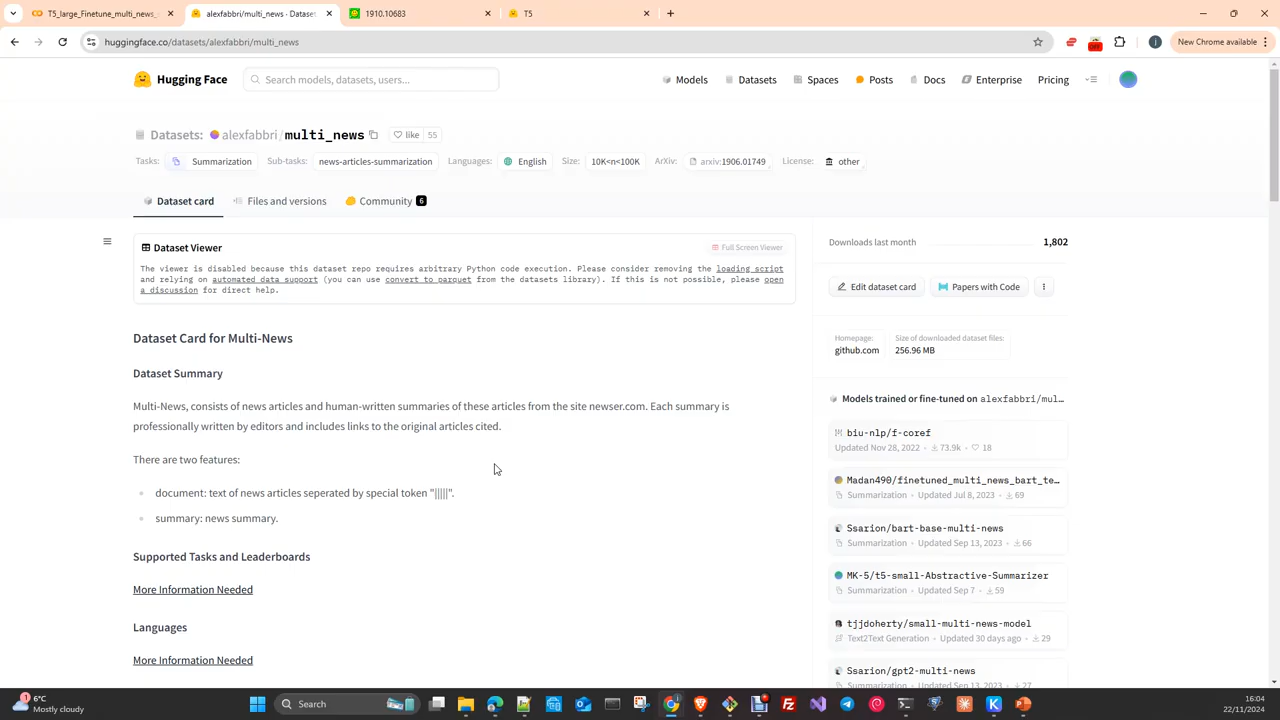 T5_large_Finetune_multi_news_
alexfabbri/multi_news · Datase
1910.10683
T5
huggingface.co/datasets/alexfabbri/multi_news
New Chrome available
Hugging Face
Search models, datasets, users...
Models
Datasets
Spaces
Posts
Docs
Enterprise
Pricing
Datasets: alexfabbri/multi_news
like 55
Tasks: Summarization Sub-tasks: news-articles-summarization Languages: English Size: 10K<n<100K ArXiv: arxiv:1906.01749 License: other
Dataset card
Files and versions
Community 6
Dataset Viewer
Full Screen Viewer
The viewer is disabled because this dataset repo requires arbitrary Python code execution. Please consider removing the loading script
and relying on automated data support (you can use convert to parquet from the datasets library). If this is not possible, please open
a discussion for direct help.
Dataset Card for Multi-News
Dataset Summary
Multi-News, consists of news articles and human-written summaries of these articles from the site newser.com. Each summary is
professionally written by editors and includes links to the original articles cited.
There are two features:
document: text of news articles seperated by special token "|||||".
summary: news summary.
Supported Tasks and Leaderboards
More Information Needed
Languages
More Information Needed
Downloads last month 1,802
Edit dataset card
Papers with Code
Homepage:
github.com
Size of downloaded dataset files:
256.96 MB
Models trained or fine-tuned on alexfabbri/mul…
biu-nlp/f-coref
Updated Nov 28, 2022 • 73.9k • 18
Madan490/finetuned_multi_news_bart_te…
Summarization • Updated Jul 8, 2023 • 69
Ssarion/bart-base-multi-news
Summarization • Updated Sep 13, 2023 • 66
MK-5/t5-small-Abstractive-Summarizer
Summarization • Updated Sep 7 • 59
tjjdoherty/small-multi-news-model
Text2Text Generation • Updated 30 days ago • 29
Ssarion/gpt2-multi-news
Summarization • Updated Sep 13, 2023 • 27
6°C
Mostly cloudy
Search
16:04
22/11/2024